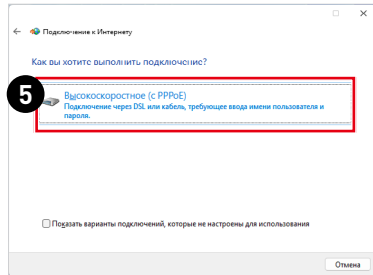 Подключение к Интернету
Как вы хотите выполнить подключение?
5
Высокоскоростное (с PPPoE)
Подключение через DSL или кабель, требующее ввода имени пользователя и
пароля.
Показать варианты подключений, которые не настроены для использования
Отмена